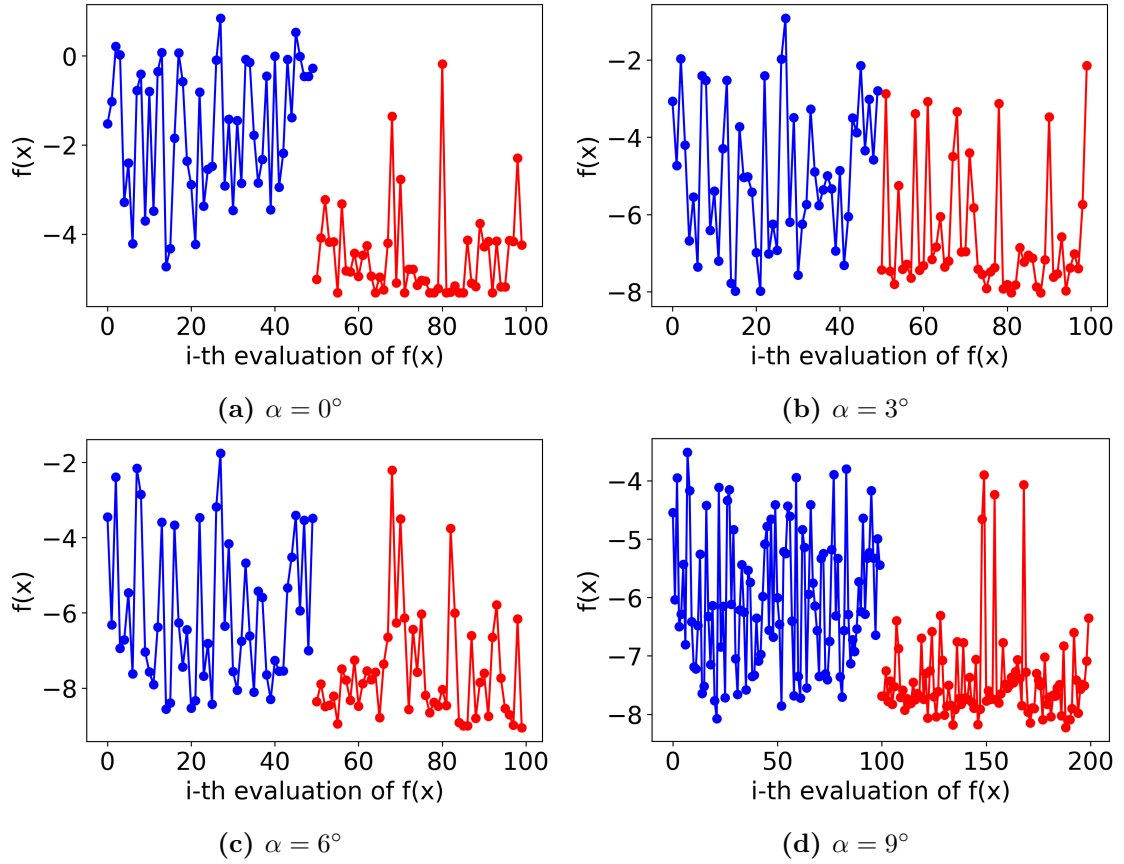 0
−2
−4
f(x)
0 20 40 60 80 100
i-th evaluation of f(x)
(a) α = 0°
−2
−4
−6
−8
f(x)
0 20 40 60 80 100
i-th evaluation of f(x)
(b) α = 3°
−2
−4
−6
−8
f(x)
0 20 40 60 80 100
i-th evaluation of f(x)
(c) α = 6°
−4
−5
−6
−7
−8
f(x)
0 50 100 150 200
i-th evaluation of f(x)
(d) α = 9°